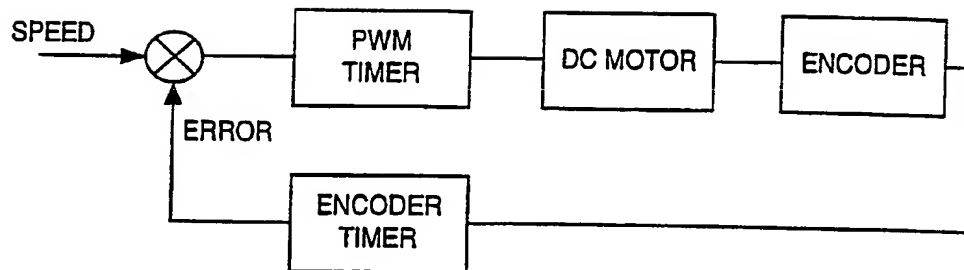 SPEED
PWM
TIMER
DC MOTOR
ENCODER
ERROR
ENCODER
TIMER